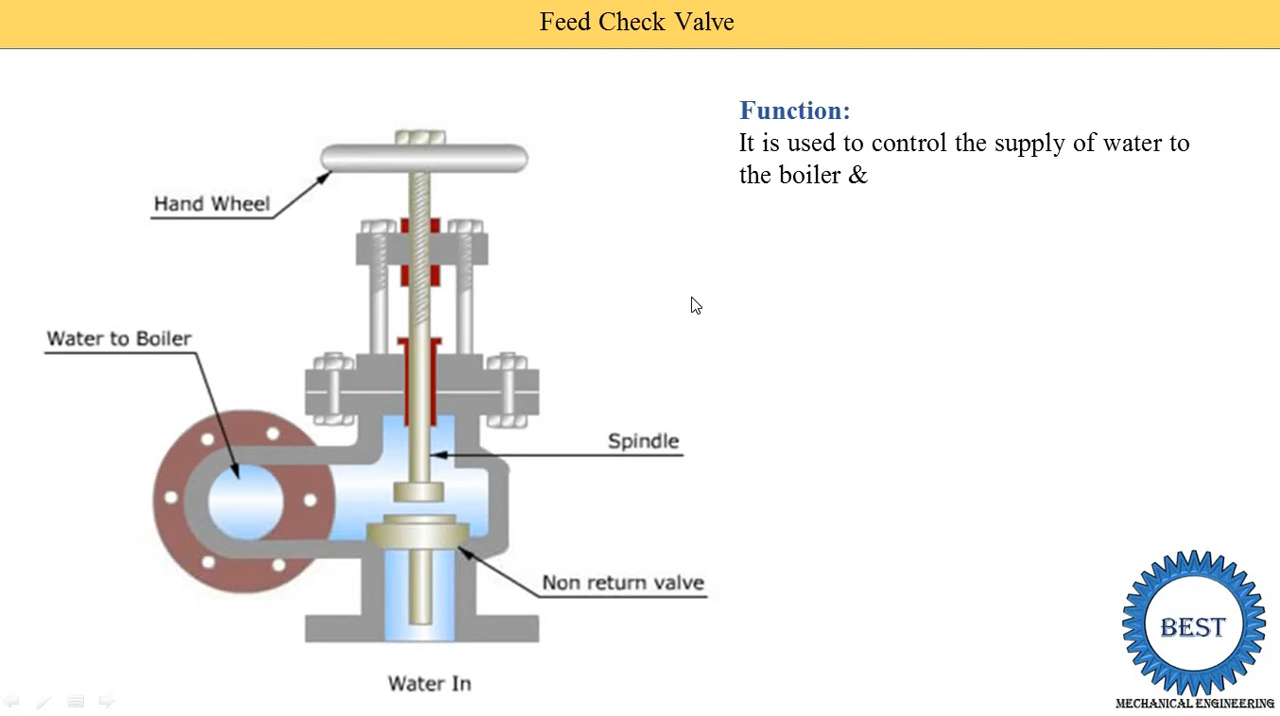 Feed Check Valve
Function:
It is used to control the supply of water to
the boiler &
Hand Wheel
Water to Boiler
Spindle
Non return valve
Water In
BEST
MECHANICAL ENGINEERING